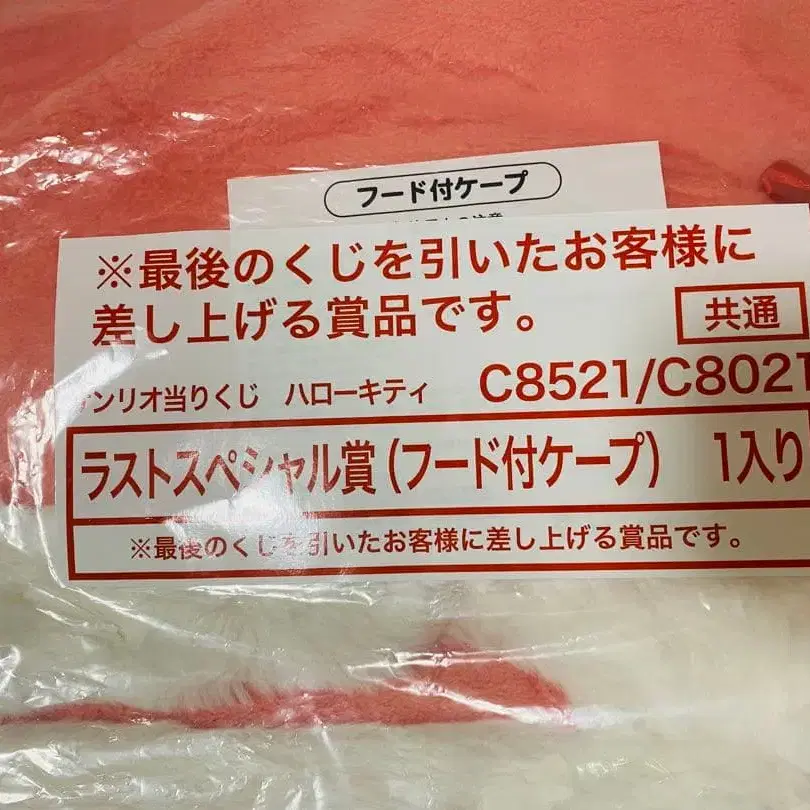 フード付ケープ
※最後のくじを引いたお客様に
差し上げる賞品です。
共通
ンリオ当りくじ ハローキティ C8521/C8021
ラストスペシャル賞(フード付ケープ) 1入り
※最後のくじを引いたお客様に差し上げる賞品です。